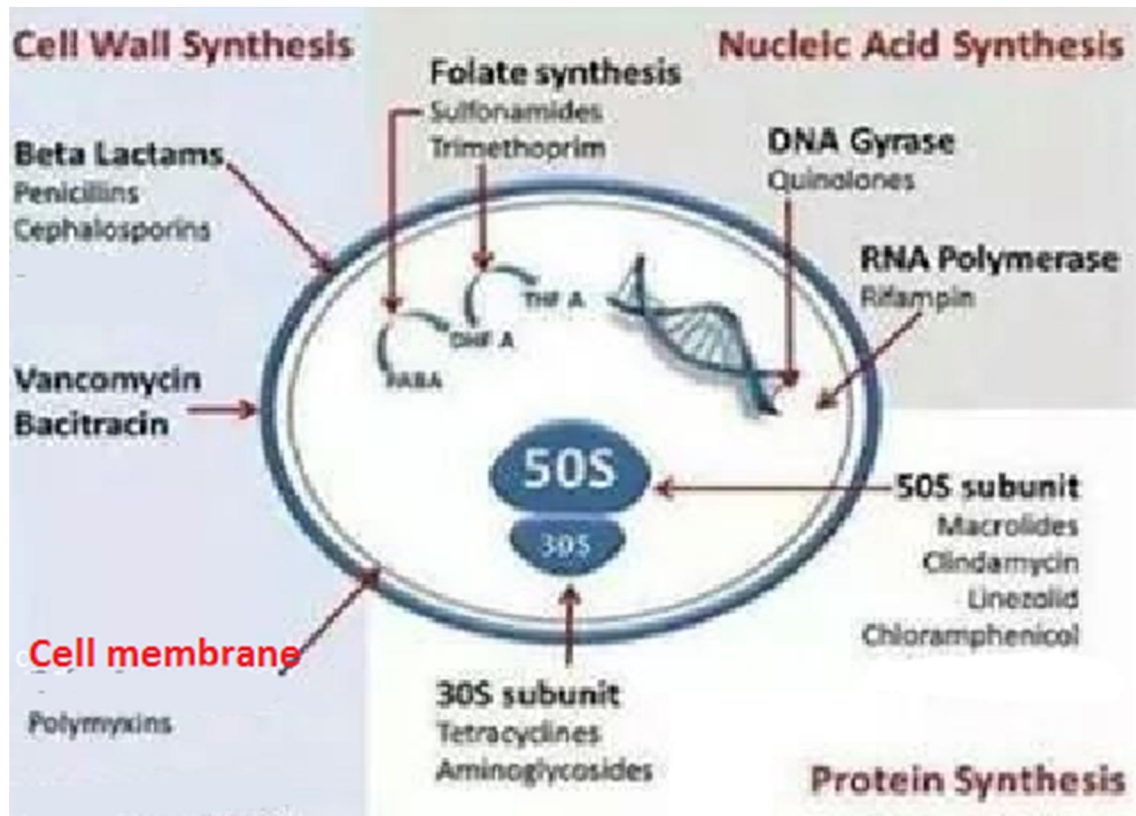 Cell Wall Synthesis
Nucleic Acid Synthesis
Folate synthesis
Sulfonamides
Trimethoprim
Beta Lactams
Penicillins
Cephalosporins
DNA Gyrase
Quinolones
RNA Polymerase
Rifampin
THF A
DHF A
PABA
Vancomycin
Bacitracin
50S
30S
50S subunit
Macrolides
Clindamycin
Linezolid
Chloramphenicol
Cell membrane
Polymyxins
30S subunit
Tetracyclines
Aminoglycosides
Protein Synthesis